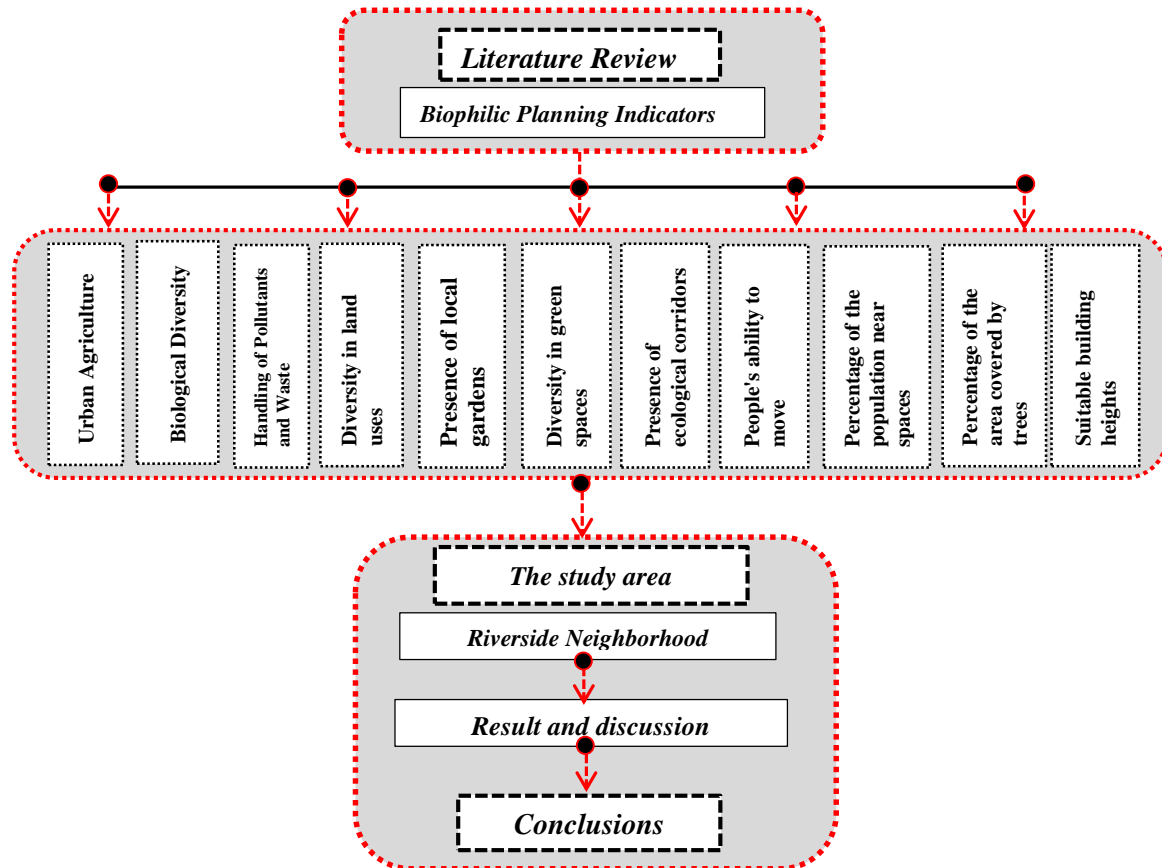 Literature Review
Biophilic Planning Indicators
Urban Agriculture
Biological Diversity
Handling of Pollutants
and Waste
Diversity in land
uses
Presence of local
gardens
Diversity in green
spaces
Presence of
ecological corridors
People's ability to
move
Percentage of the
population near
spaces
Percentage of the
area covered by
trees
Suitable building
heights
The study area
Riverside Neighborhood
Result and discussion
Conclusions